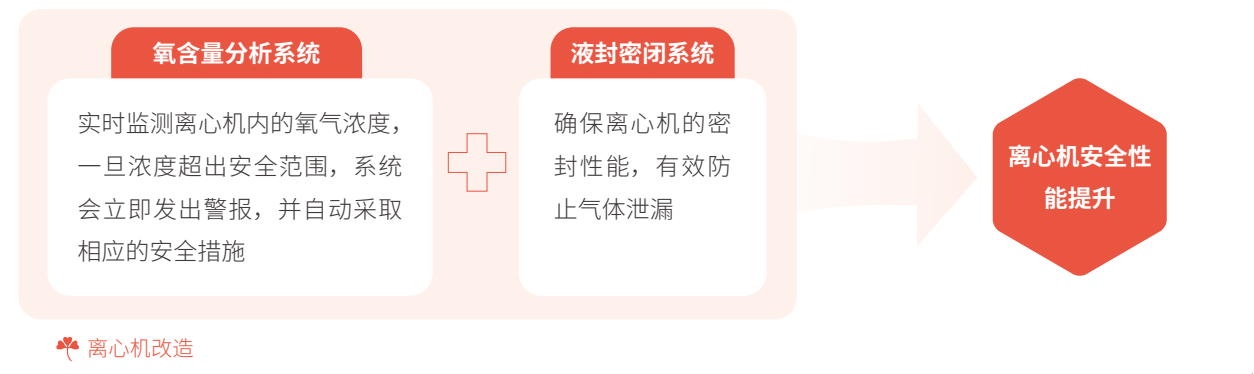 氧含量分析系统
实时监测离心机内的氧气浓度，
一旦浓度超出安全范围，系统
会立即发出警报，并自动采取
相应的安全措施
液封密闭系统
确保离心机的密
封性能，有效防
止气体泄漏
离心机安全性
能提升
离心机改造